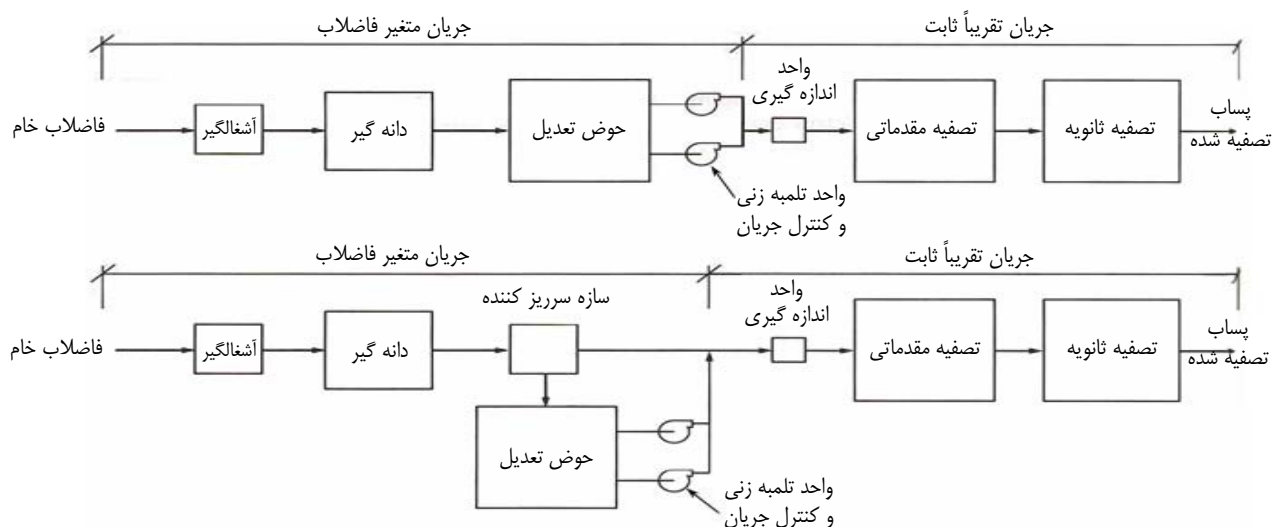 جریان متغیر فاضلاب
جریان تقریباً ثابت
فاضلاب خام
آشغالگیر
دانه گیر
حوض تعدیل
واحد
اندازه گیری
تصفیه مقدماتی
تصفیه ثانویه
پساب
تصفیه شده
واحد تلمبه زنی
و کنترل جریان
جریان متغیر فاضلاب
جریان تقریباً ثابت
فاضلاب خام
آشغالگیر
دانه گیر
سازه سرریز کننده
حوض تعدیل
واحد
اندازه گیری
تصفیه مقدماتی
تصفیه ثانویه
پساب
تصفیه شده
واحد تلمبه زنی
و کنترل جریان